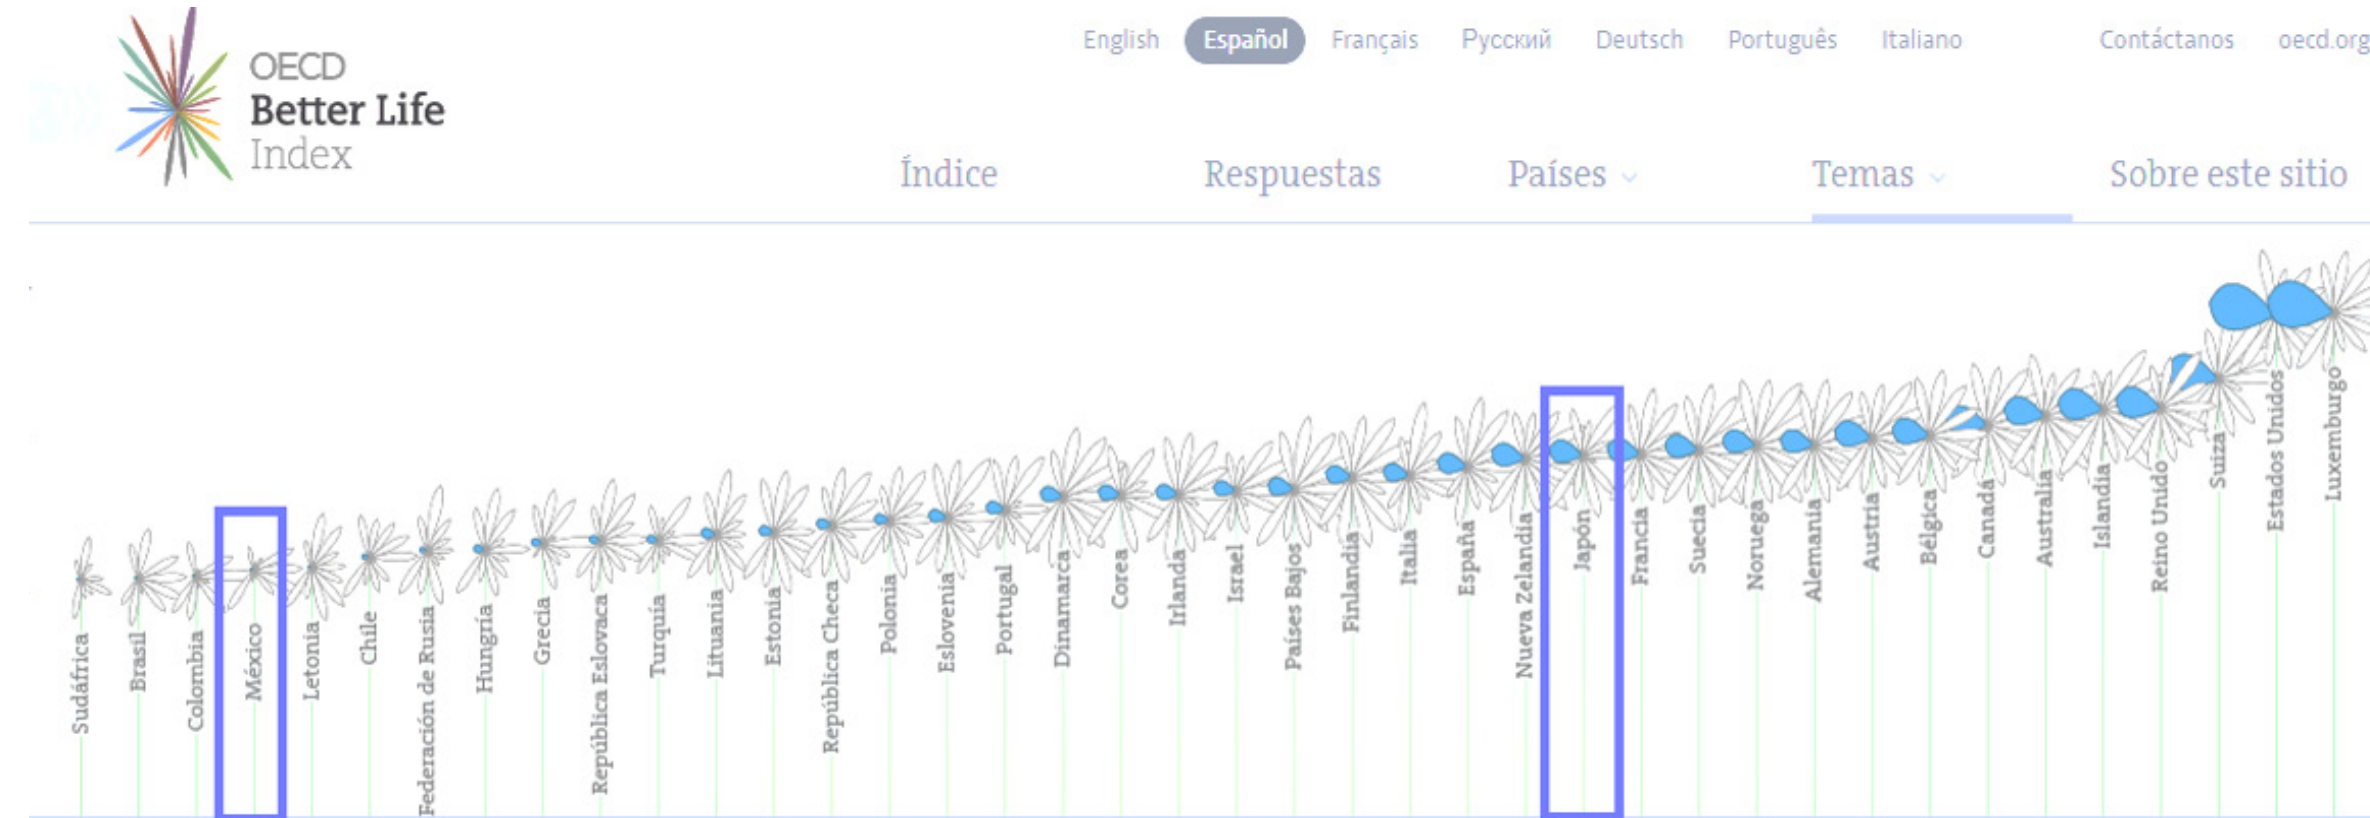 OECD
Better Life
Index
English Español Français Русский Deutsch Português Italiano Contáctanos oecd.org
Índice Respuestas Países Temas Sobre este sitio
Sudáfrica
Brasil
Colombia
México
Letonia
Chile
Federación de Rusia
Hungría
Grecia
República Eslovaca
Turquía
Lituania
Estonia
República Checa
Polonia
Eslovenia
Portugal
Dinamarca
Corea
Irlanda
Israel
Países Bajos
Finlandia
Italia
España
Nueva Zelandia
Japón
Francia
Suecia
Noruega
Alemania
Austria
Bélgica
Canadá
Australia
Islandia
Reino Unido
Suiza
Estados Unidos
Luxemburgo